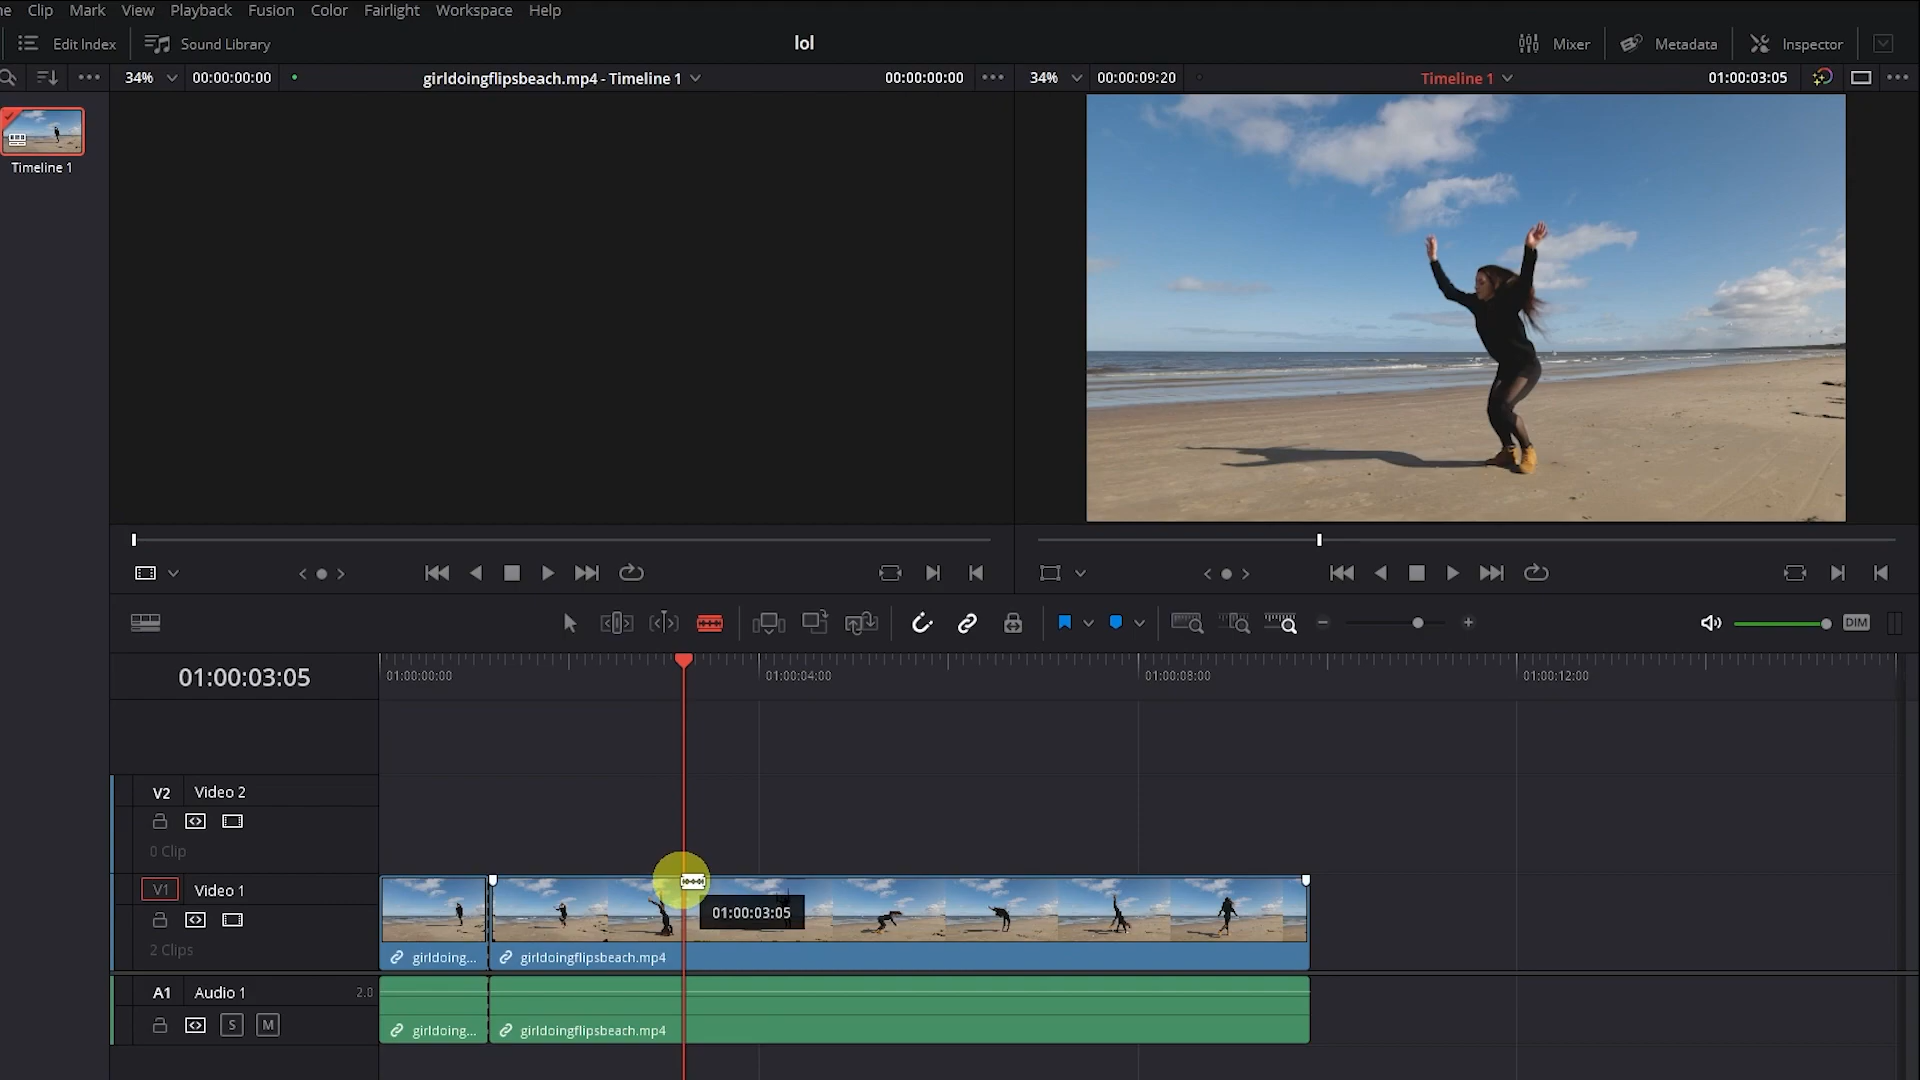 ne Clip Mark View Playback Fusion Color Fairlight Workspace Help
Edit Index Sound Library lol Mixer Metadata Inspector
34% 00:00:00:00 girldoingflipsbeach.mp4 - Timeline 1 00:00:00:00 34% 00:00:09:20 Timeline 1 01:00:03:05
Timeline 1
DIM
01:00:03:05 01:00:00:00 01:00:04:00 01:00:08:00 01:00:12:00
V2 Video 2
0 Clip
V1 Video 1
01:00:03:05
2 Clips
girldoing... girldoingflipsbeach.mp4
A1 Audio 1 2.0
S M
girldoing... girldoingflipsbeach.mp4